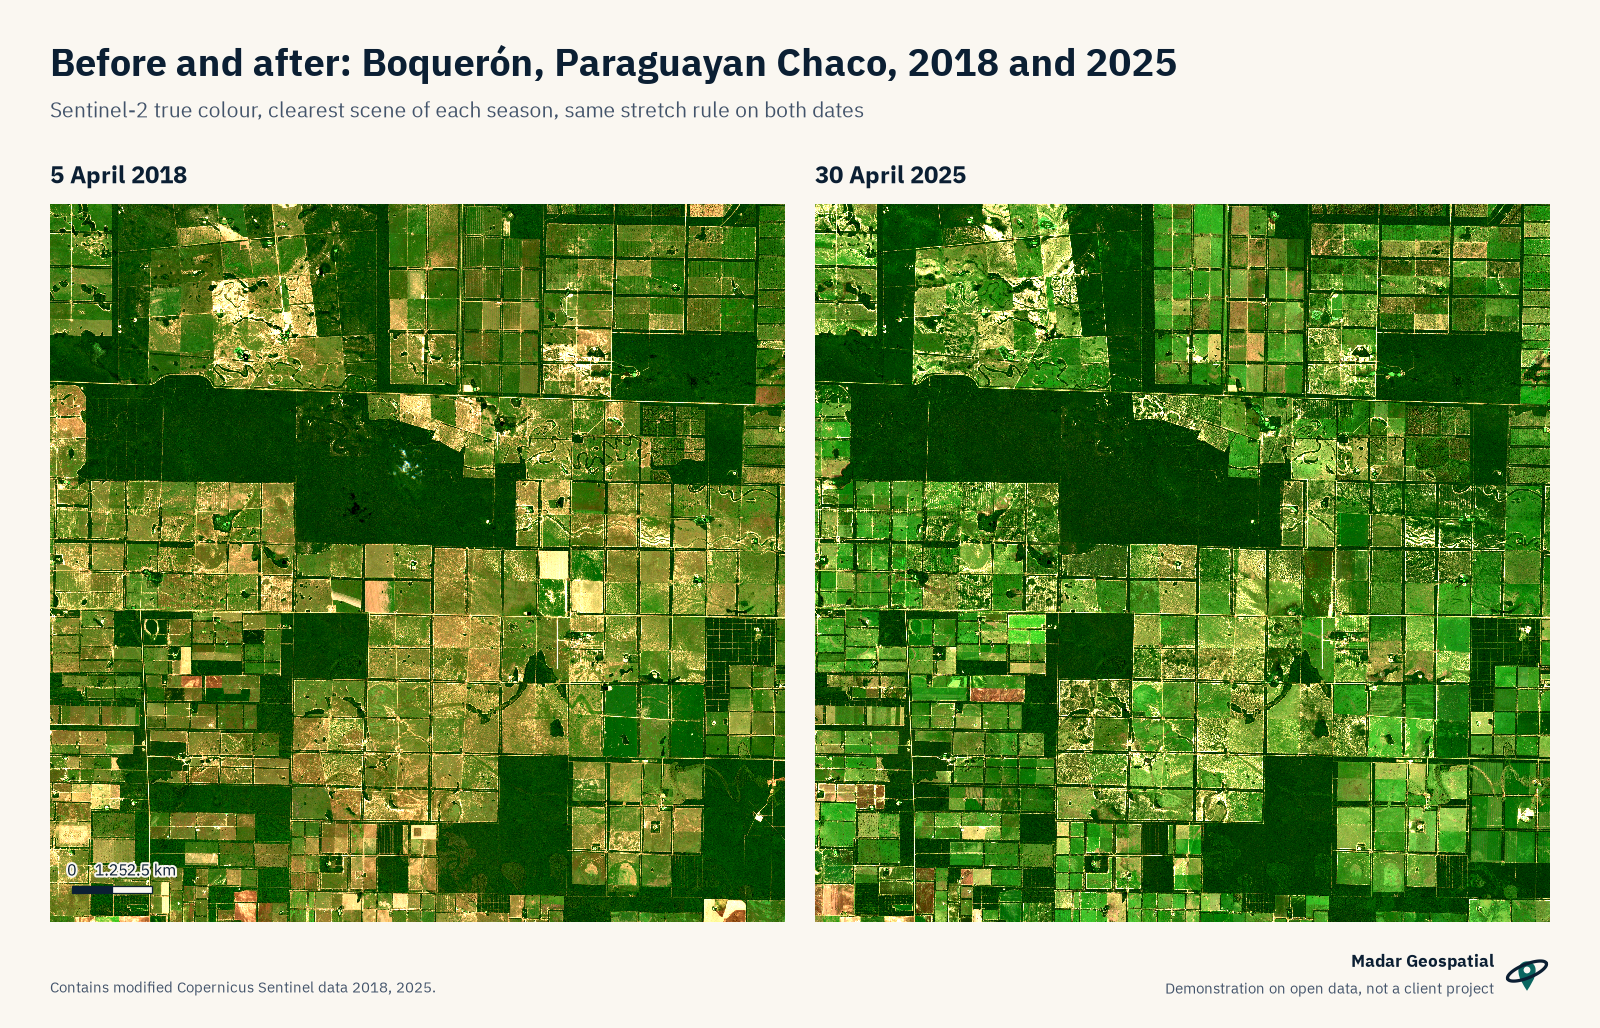 Before and after: Boquerón, Paraguayan Chaco, 2018 and 2025
Sentinel-2 true colour, clearest scene of each season, same stretch rule on both dates
5 April 2018
30 April 2025
0 1.25 2.5 km
Madar Geospatial
Contains modified Copernicus Sentinel data 2018, 2025.
Demonstration on open data, not a client project